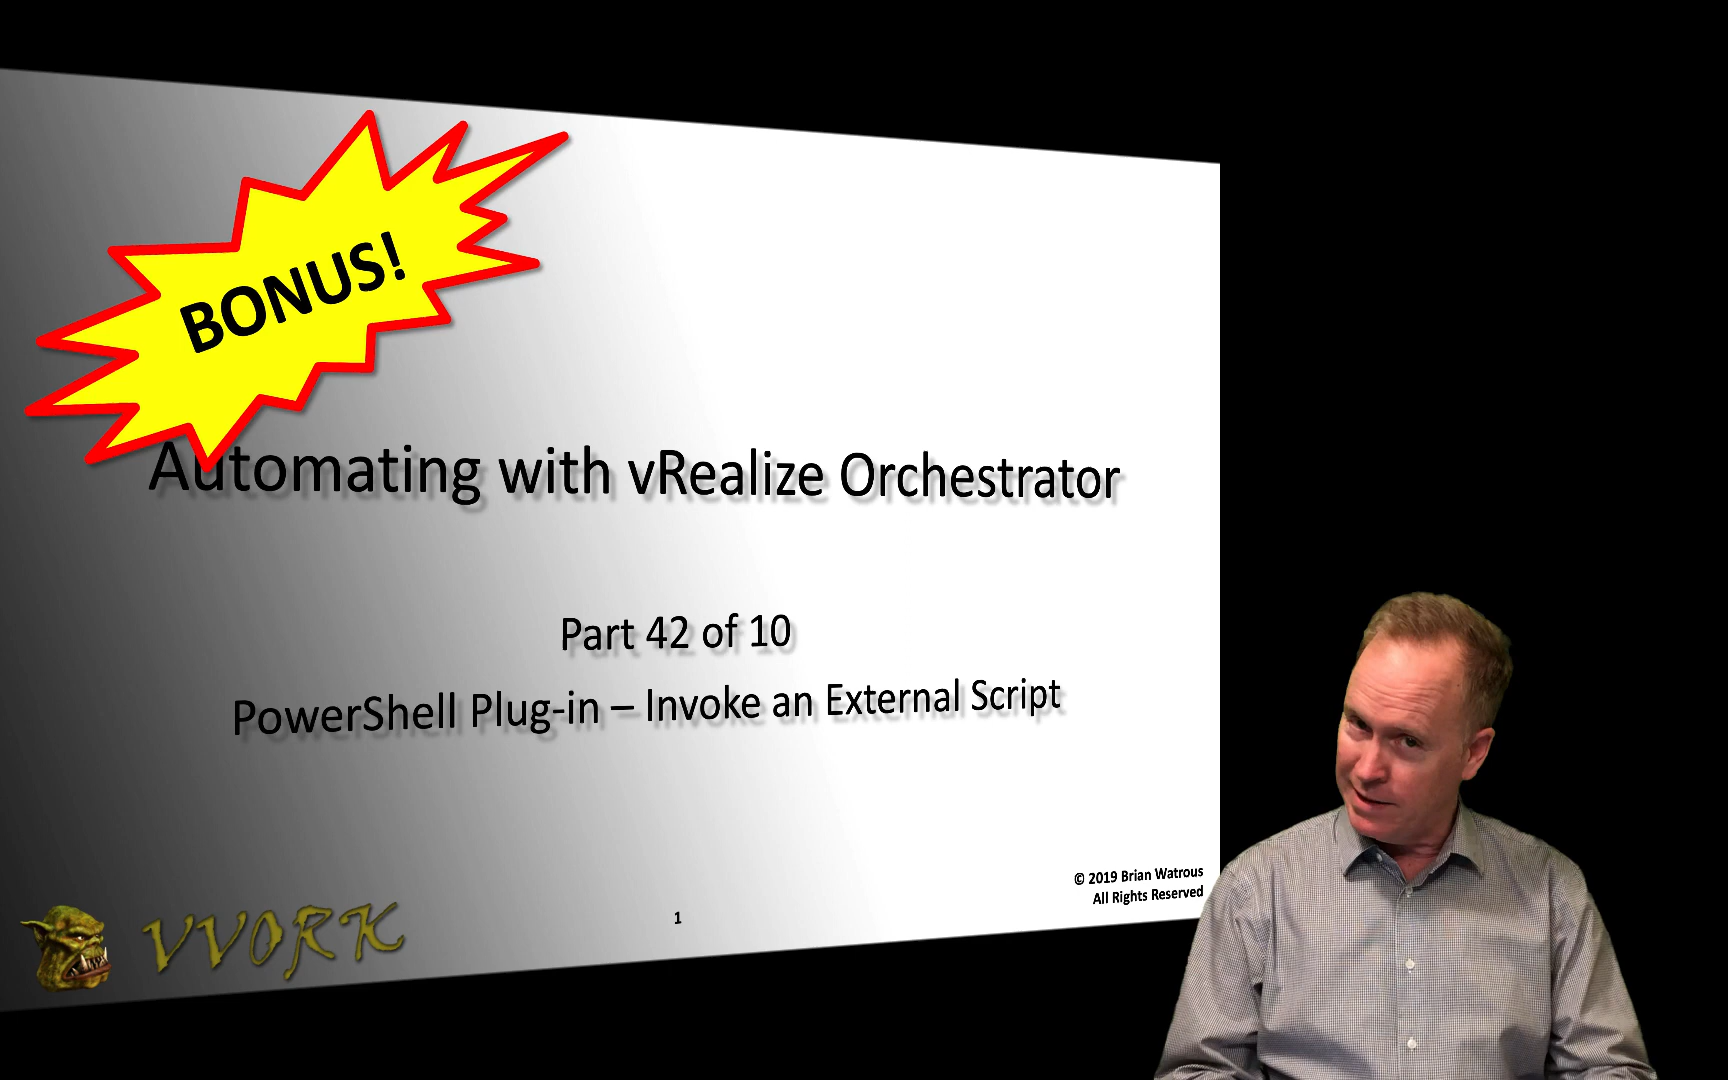 BONUS!
Automating with vRealize Orchestrator
Part 42 of 10
PowerShell Plug-in – Invoke an External Script
© 2019 Brian Watrous
All Rights Reserved
1
VVORK